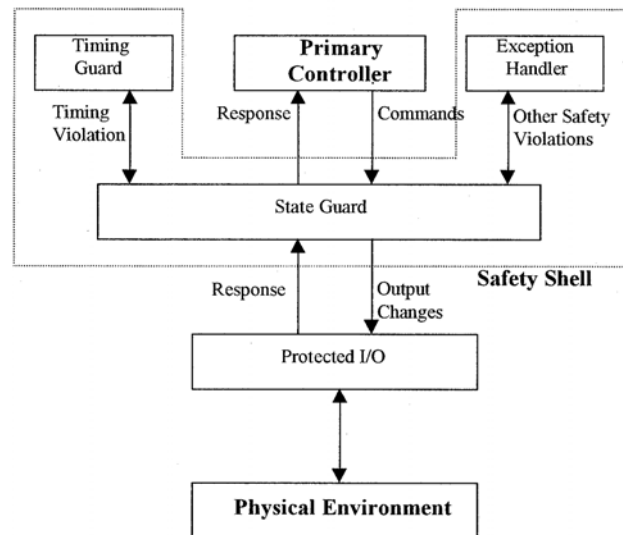 Timing
Guard
Primary
Controller
Exception
Handler
Timing
Violation
Response
Commands
Other Safety
Violations
State Guard
Safety Shell
Response
Output
Changes
Protected I/O
Physical Environment